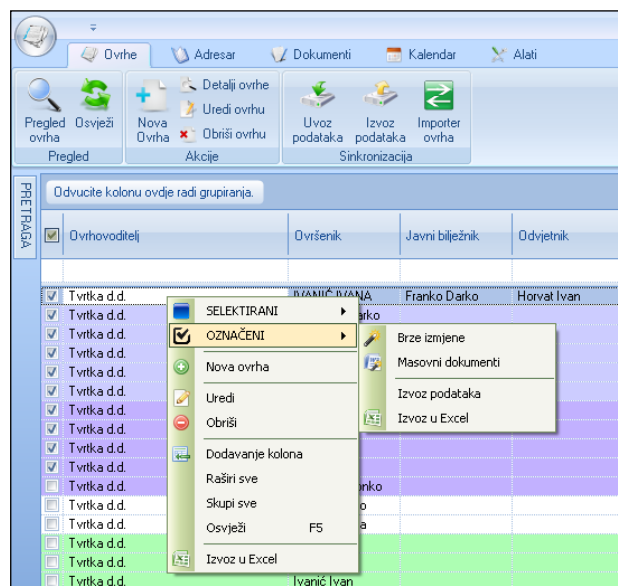 Ovrhe Adresar Dokumenti Kalendar Alati
Pregled ovrha
Osvježi
Nova Ovrha
Detalji ovrhe
Uredi ovrhu
Obriši ovrhu
Uvoz podataka
Izvoz podataka
Importer ovrha
Pregled Akcije Sinkronizacija
PRETRAGA
Odvucite kolonu ovdje radi grupiranja.
Ovrhovoditelj Ovršenik Javni bilježnik Odvjetnik
Tvrtka d.d. IVANIĆ IVANA Franko Darko Horvat Ivan
Tvrtka d.d.
Tvrtka d.d.
Tvrtka d.d.
Tvrtka d.d.
Tvrtka d.d.
Tvrtka d.d.
Tvrtka d.d.
Tvrtka d.d.
Tvrtka d.d.
Tvrtka d.d.
Tvrtka d.d.
Tvrtka d.d.
Tvrtka d.d.
Tvrtka d.d.
Tvrtka d.d. Ivanić Ivan
SELEKTIRANI
OZNAČENI
Nova ovrha
Uredi
Obriši
Dodavanje kolona
Raširi sve
Skupi sve
Osvježi F5
Izvoz u Excel
Brze izmjene
Masovni dokumenti
Izvoz podataka
Izvoz u Excel